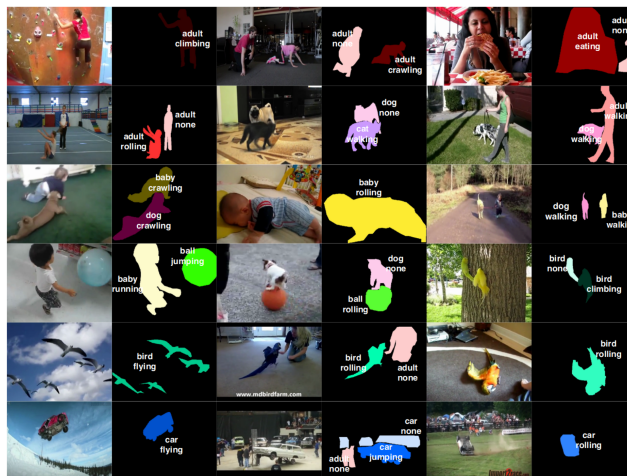 adult
climbing
adult
none
adult
crawling
adult
eating
adult
none
adult
none
adult
rolling
dog
none
cat
walking
adult
walking
dog
walking
baby
crawling
dog
crawling
baby
rolling
dog
walking
baby
ball
jumping
baby
running
dog
none
ball
rolling
bird
none
bird
climbing
bird
flying
bird
rolling
adult
none
www.mdbirdfarm.com
bird
rolling
car
flying
car
none
adult
car
jumping
car
rolling